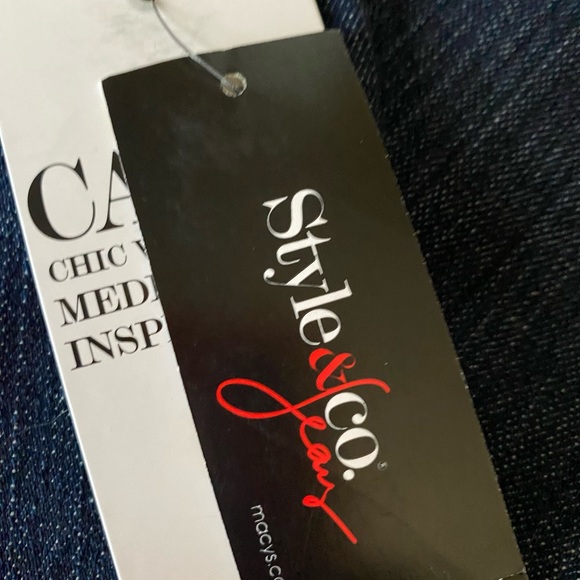 Style&co.®
Jeans
macys.co
CA
CHIC
MEDI
INSP